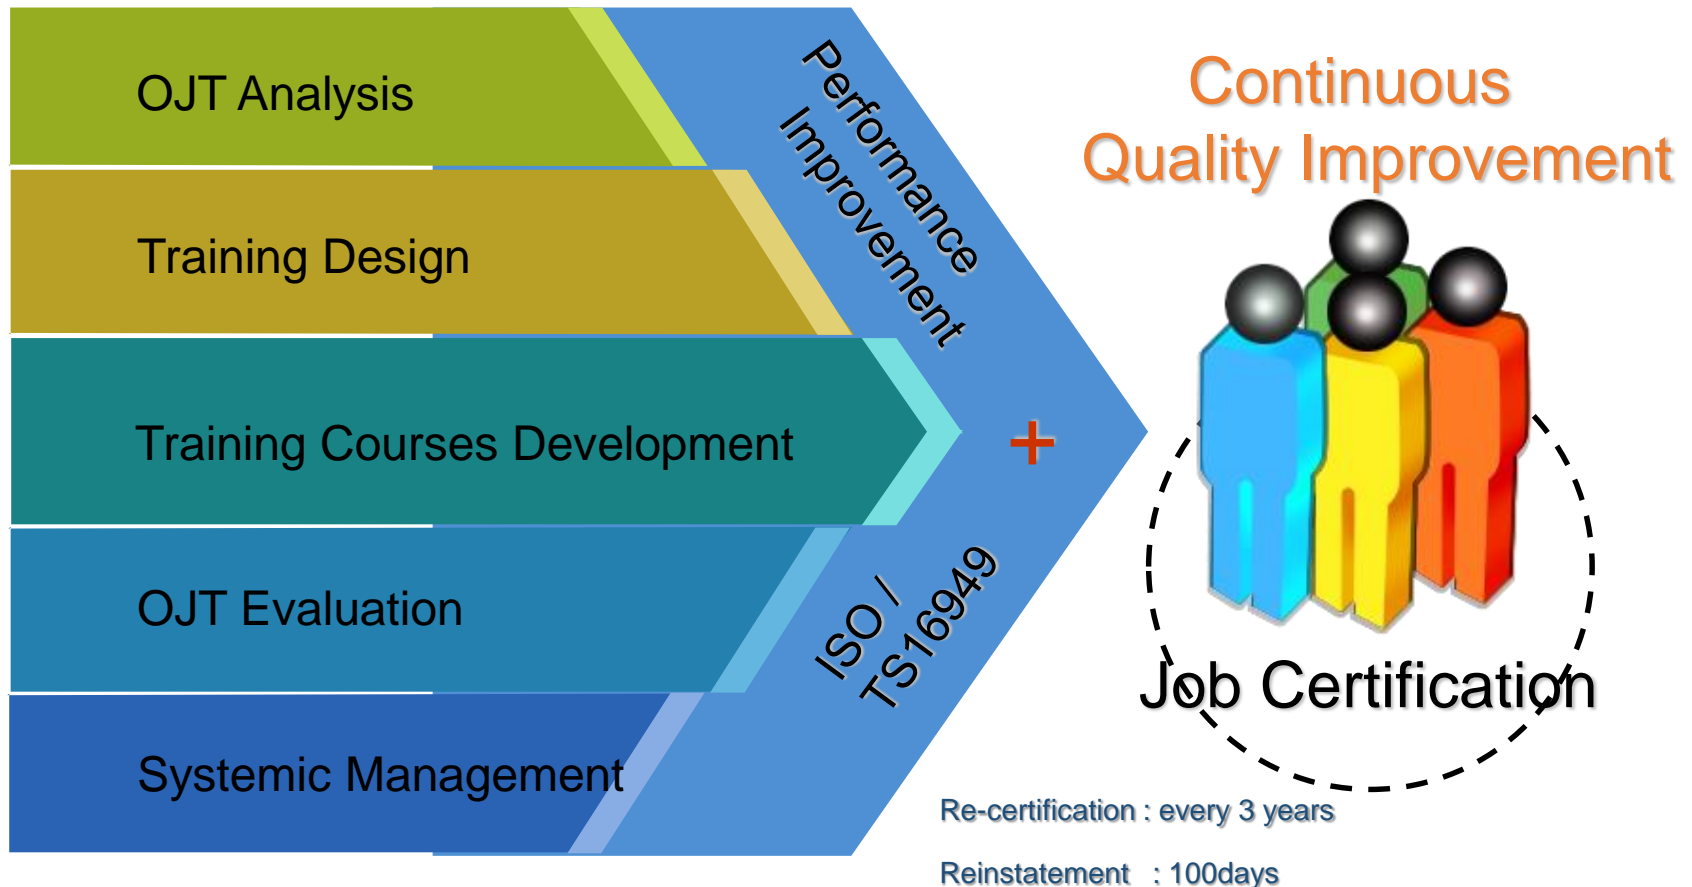 OJT Analysis
Training Design
Training Courses Development
OJT Evaluation
Systemic Management
Performance
Improvement
+
ISO /
TS16949
Continuous
Quality Improvement
Job Certification
Re-certification : every 3 years
Reinstatement : 100days